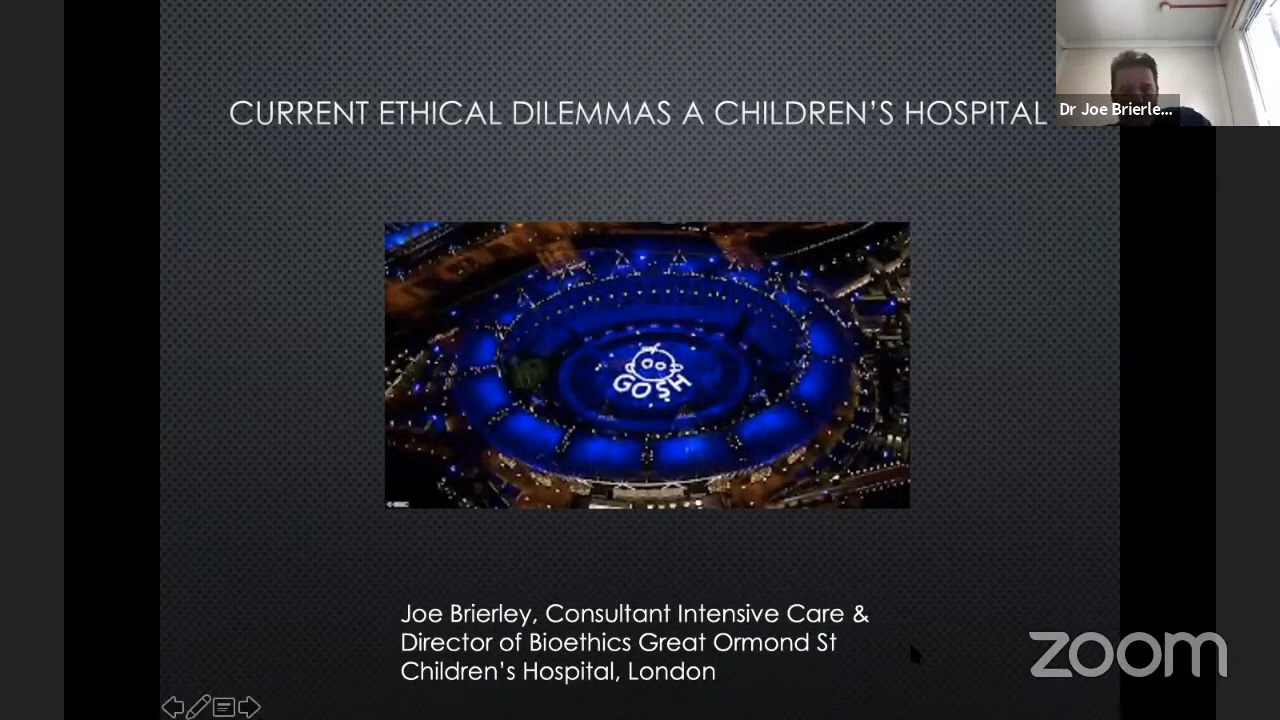 CURRENT ETHICAL DILEMMAS A CHILDREN'S HOSPITAL
Dr Joe Brierle...
GOSH
Joe Brierley, Consultant Intensive Care &
Director of Bioethics Great Ormond St
Children's Hospital, London
zoom